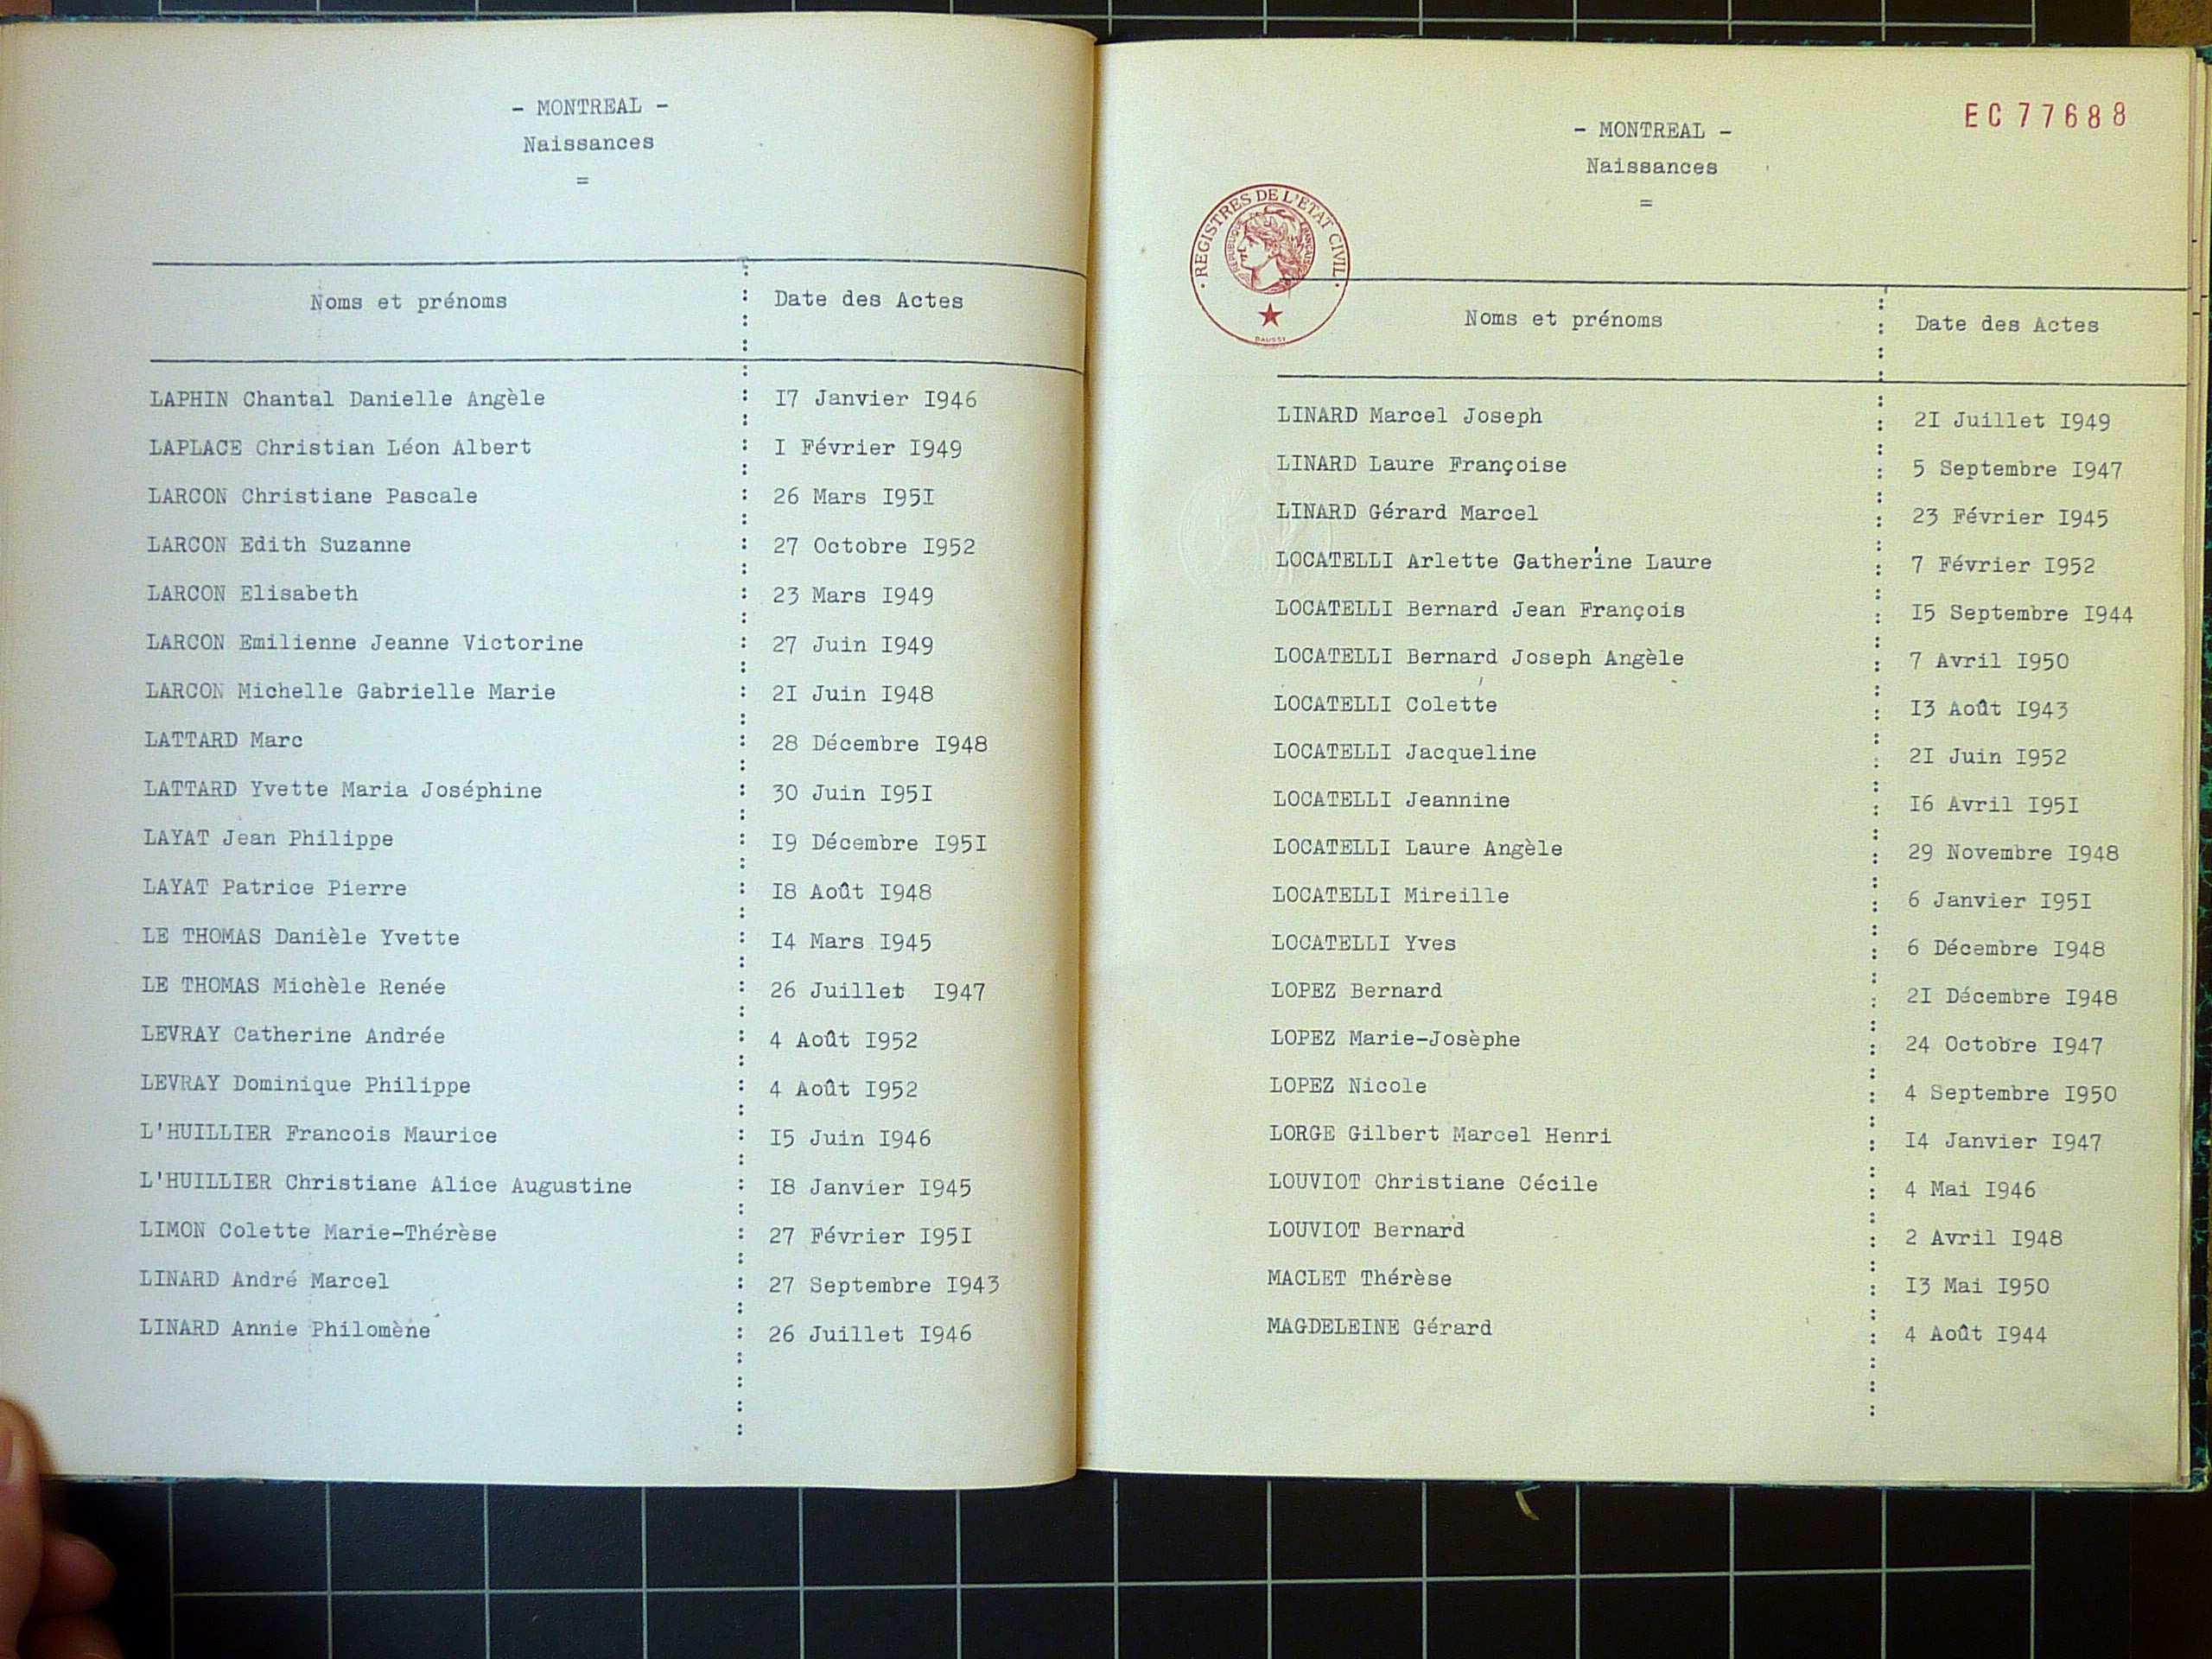 - MONTREAL -
Naissances
=
Noms et prénoms : Date des Actes
LAPHIN Chantal Danielle Angèle : I7 Janvier I946
LAPLACE Christian Léon Albert : I Février I949
LARCON Christiane Pascale : 26 Mars I95I
LARCON Edith Suzanne : 27 Octobre I952
LARCON Elisabeth : 23 Mars I949
LARCON Emilienne Jeanne Victorine : 27 Juin I949
LARCON Michelle Gabrielle Marie : 2I Juin I948
LATTARD Marc : 28 Décembre I948
LATTARD Yvette Maria Joséphine : 30 Juin I95I
LAYAT Jean Philippe : I9 Décembre I95I
LAYAT Patrice Pierre : I8 Août I948
LE THOMAS Danièle Yvette : I4 Mars I945
LE THOMAS Michèle Renée : 26 Juillet I947
LEVRAY Catherine Andrée : 4 Août I952
LEVRAY Dominique Philippe : 4 Août I952
L'HUILLIER Francois Maurice : I5 Juin I946
L'HUILLIER Christiane Alice Augustine : I8 Janvier I945
LIMON Colette Marie-Thérèse : 27 Février I95I
LINARD André Marcel : 27 Septembre I943
LINARD Annie Philomène : 26 Juillet I946
EC 77688
- MONTREAL -
Naissances
=
REGISTRES DE L'ETAT CIVIL
REPUBLIQUE FRANÇAISE
DAUSSY
Noms et prénoms : Date des Actes
LINARD Marcel Joseph : 2I Juillet I949
LINARD Laure Françoise : 5 Septembre I947
LINARD Gérard Marcel : 23 Février I945
LOCATELLI Arlette Gatherine Laure : 7 Février I952
LOCATELLI Bernard Jean François : I5 Septembre I944
LOCATELLI Bernard Joseph Angèle : 7 Avril I950
LOCATELLI Colette : I3 Août I943
LOCATELLI Jacqueline : 2I Juin I952
LOCATELLI Jeannine : I6 Avril I95I
LOCATELLI Laure Angèle : 29 Novembre I948
LOCATELLI Mireille : 6 Janvier I95I
LOCATELLI Yves : 6 Décembre I948
LOPEZ Bernard : 2I Décembre I948
LOPEZ Marie-Josèphe : 24 Octobre I947
LOPEZ Nicole : 4 Septembre I950
LORGE Gilbert Marcel Henri : I4 Janvier I947
LOUVIOT Christiane Cécile : 4 Mai I946
LOUVIOT Bernard : 2 Avril I948
MACLET Thérèse : I3 Mai I950
MAGDELEINE Gérard : 4 Août I944